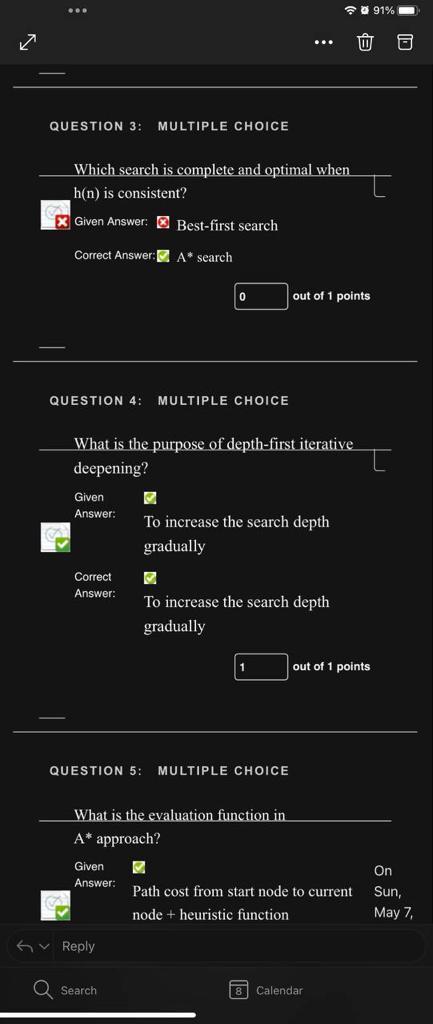 91%
QUESTION 3: MULTIPLE CHOICE
Which search is complete and optimal when
h(n) is consistent?
Given Answer: Best-first search
Correct Answer: A* search
0 out of 1 points
QUESTION 4: MULTIPLE CHOICE
What is the purpose of depth-first iterative
deepening?
Given
Answer:
To increase the search depth
gradually
Correct
Answer:
To increase the search depth
gradually
1 out of 1 points
QUESTION 5: MULTIPLE CHOICE
What is the evaluation function in
A* approach?
Given
Answer:
Path cost from start node to current
node + heuristic function
On
Sun,
May 7,
Reply
Search
8 Calendar